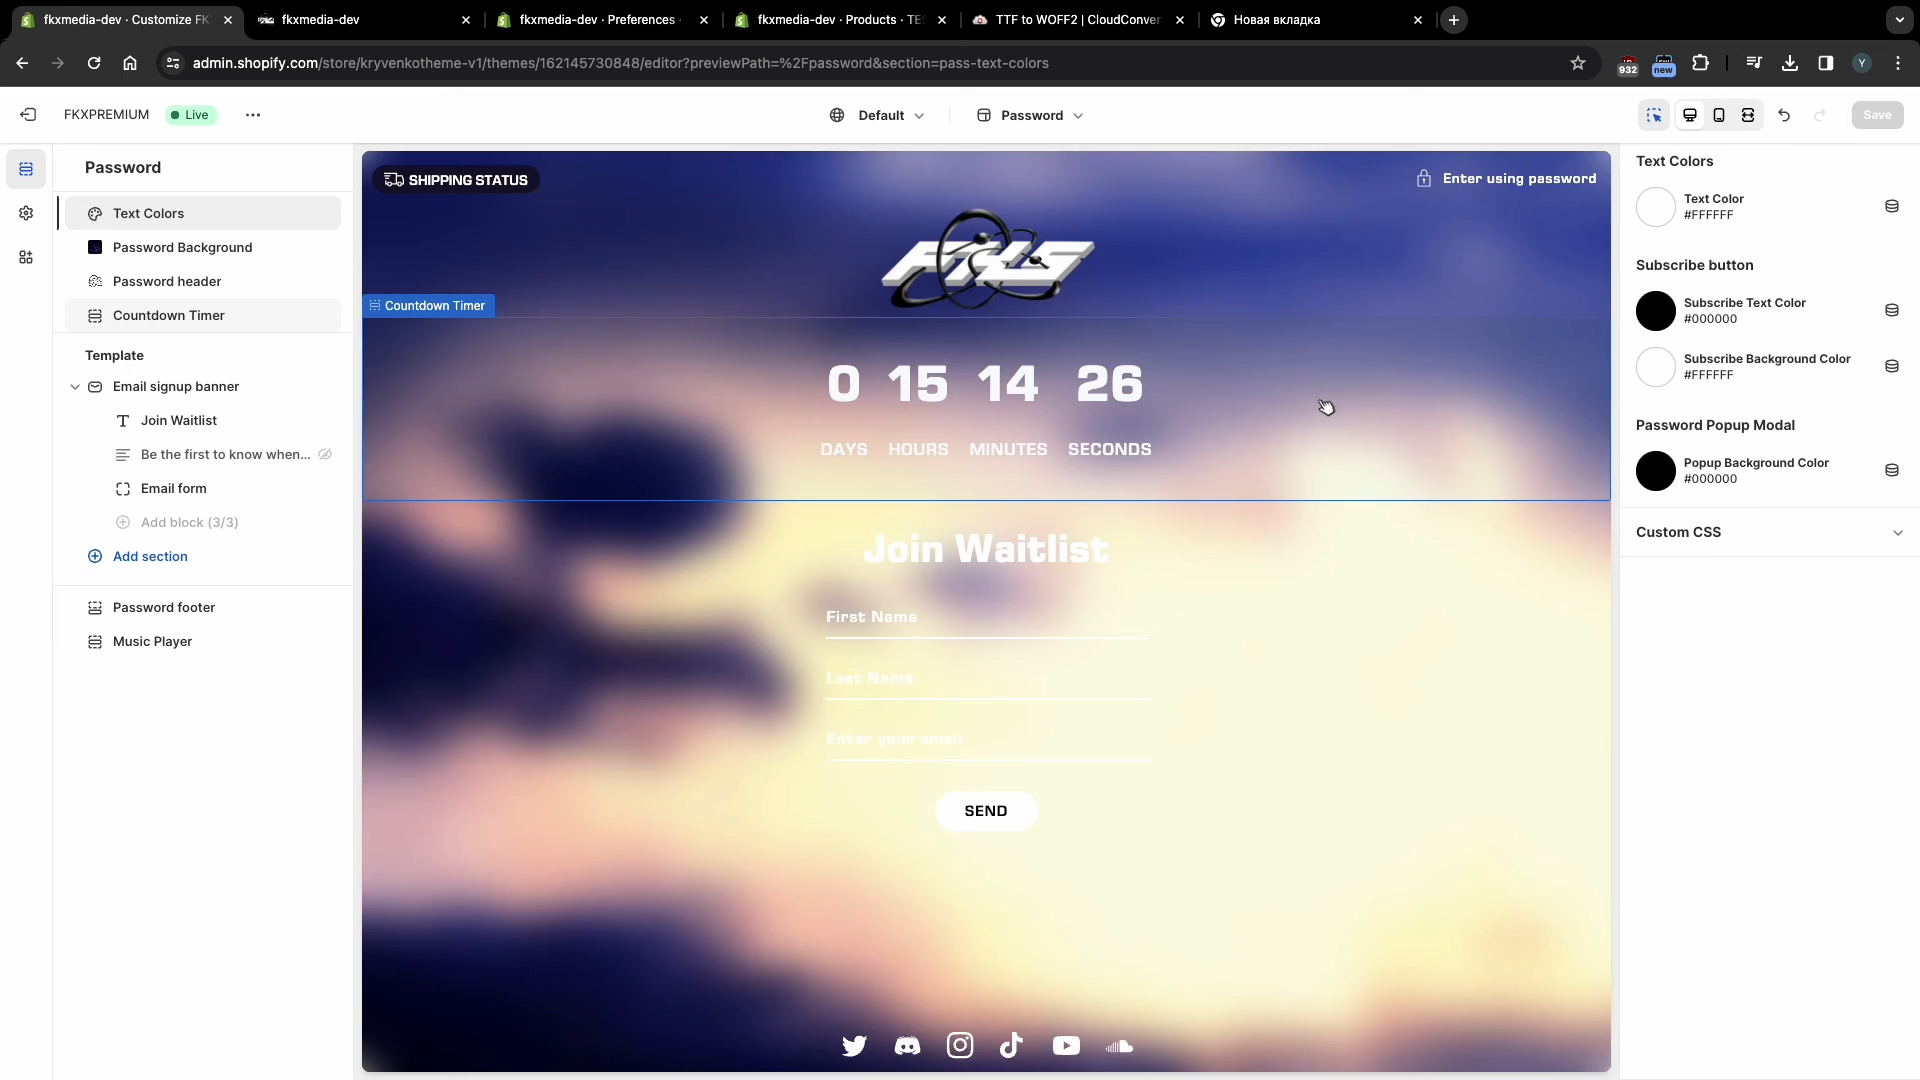 fkxmedia-dev · Customize FK
fkxmedia-dev
fkxmedia-dev · Preferences ·
fkxmedia-dev · Products · TE
TTF to WOFF2 | CloudConver
Новая вкладка
admin.shopify.com/store/kryvenkotheme-v1/themes/162145730848/editor?previewPath=%2Fpassword&section=pass-text-colors
932
new
Y
FKXPREMIUM
Live
Default
Password
Save
Password
Text Colors
Password Background
Password header
Countdown Timer
Template
Email signup banner
Join Waitlist
Be the first to know when...
Email form
Add block (3/3)
Add section
Password footer
Music Player
SHIPPING STATUS
Enter using password
Countdown Timer
0 15 14 26
DAYS HOURS MINUTES SECONDS
Join Waitlist
First Name
Last Name
Enter your email
SEND
Text Colors
Text Color
#FFFFFF
Subscribe button
Subscribe Text Color
#000000
Subscribe Background Color
#FFFFFF
Password Popup Modal
Popup Background Color
#000000
Custom CSS